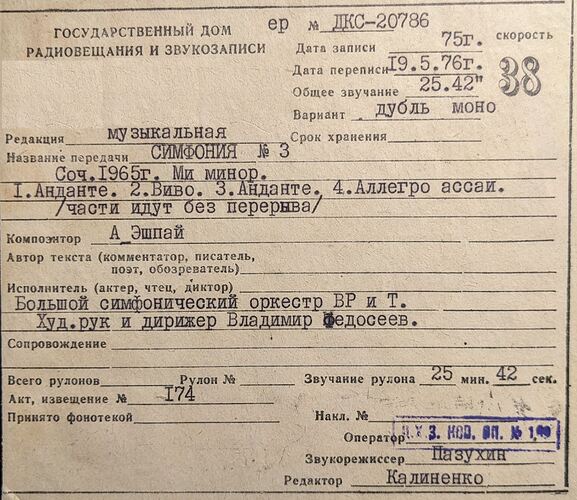 ГОСУДАРСТВЕННЫЙ ДОМ
РАДИОВЕЩАНИЯ И ЗВУКОЗАПИСИ
ер № ДКС-20786
Дата записи 75г. скорость
Дата переписи 19.5.76г. 38
Общее звучание 25.42"
Вариант дубль моно
Редакция музыкальная Срок хранения
Название передачи СИМФОНИЯ № 3
Соч.1965г. Ми минор.
1.Анданте. 2.Виво. 3.Анданте. 4.Аллегро ассаи.
/части идут без перерыва/
Композитор А Эшпай
Автор текста (комментатор, писатель,
поэт, обозреватель)
Исполнитель (актер, чтец, диктор)
Большой симфонический оркестр ВР и Т.
Худ.рук и дирижер Владимир Федосеев.
Сопровождение
Всего рулонов Рулон № Звучание рулона 25 мин. 42 сек.
Акт, извещение № 174
Принято фонотекой Накл. №
Оператор
Звукорежиссер Пазухин
Редактор Калиненко